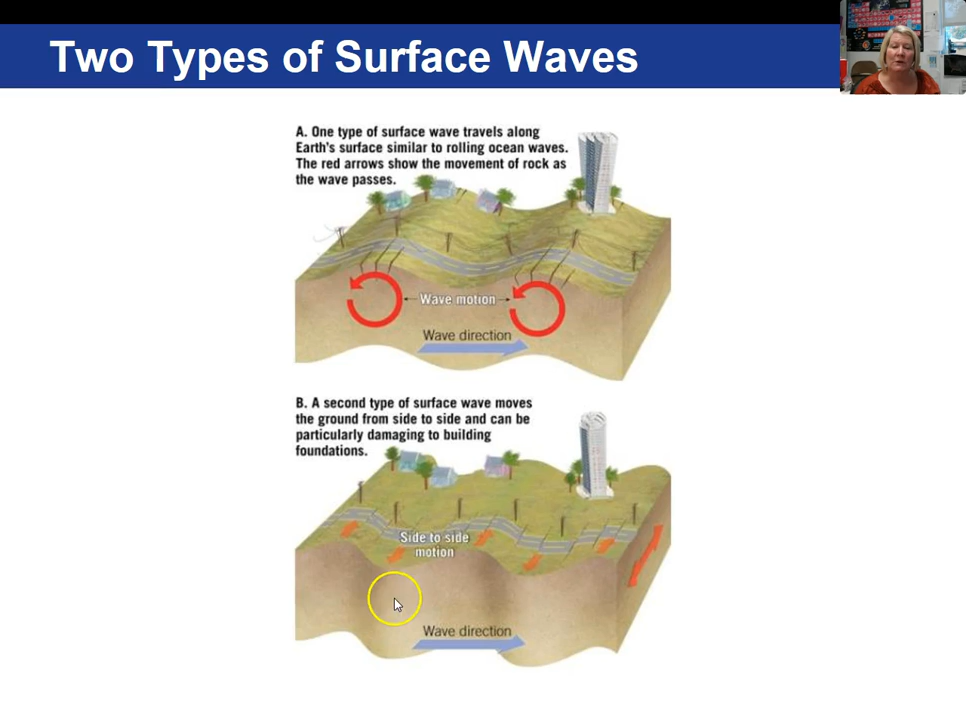 Two Types of Surface Waves
A. One type of surface wave travels along
Earth's surface similar to rolling ocean waves.
The red arrows show the movement of rock as
the wave passes.
Wave motion
Wave direction
B. A second type of surface wave moves
the ground from side to side and can be
particularly damaging to building
foundations.
Side to side
motion
Wave direction